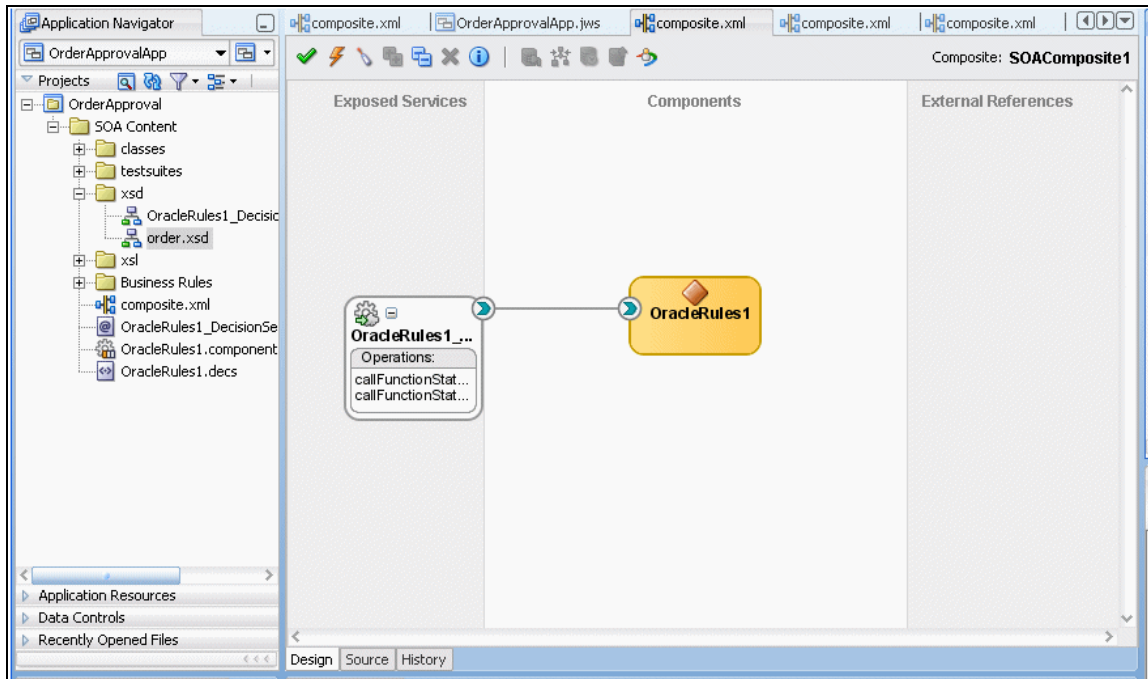 Application Navigator
composite.xml
OrderApprovalApp.jws
composite.xml
composite.xml
composite.xml
OrderApprovalApp
Composite: SOAComposite1
Projects
OrderApproval
SOA Content
classes
testsuites
xsd
OracleRules1_Decisic
order.xsd
xsl
Business Rules
composite.xml
OracleRules1_DecisionSe
OracleRules1.component
OracleRules1.decs
Application Resources
Data Controls
Recently Opened Files
Exposed Services
Components
External References
OracleRules1_...
Operations:
callFunctionStat...
callFunctionStat...
OracleRules1
Design Source History